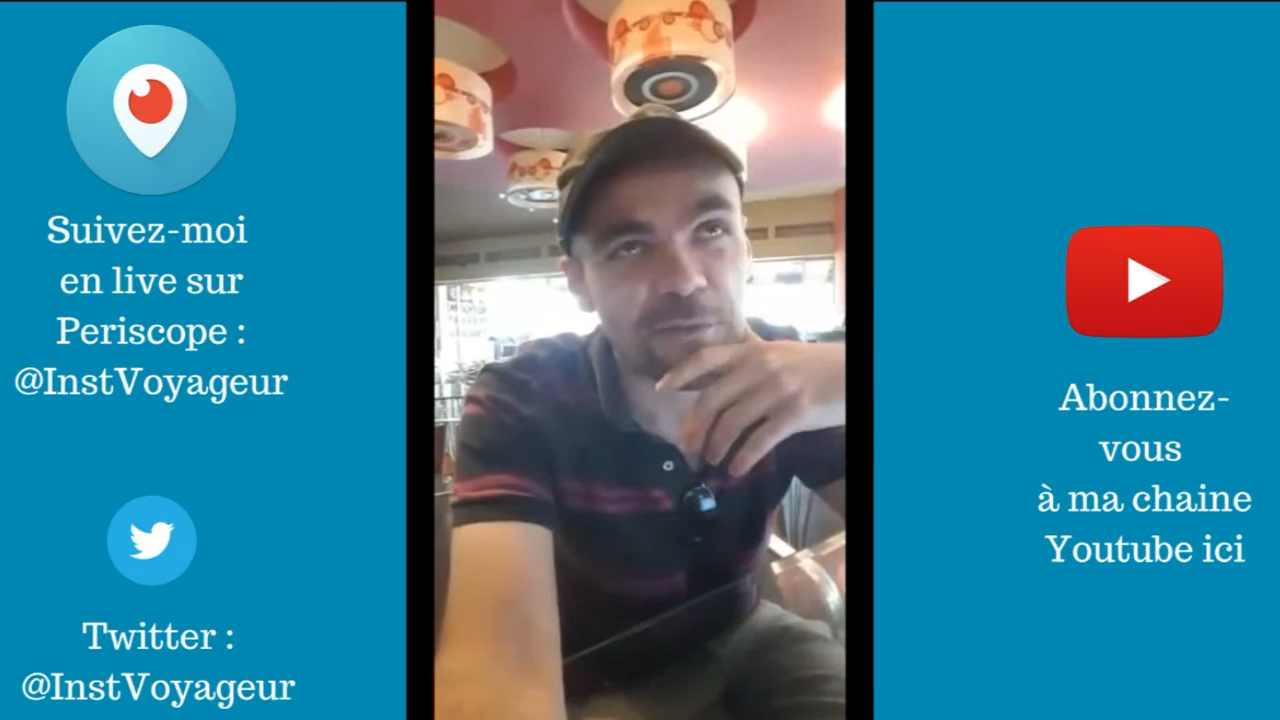 Suivez-moi
en live sur
Periscope :
@InstVoyageur
Twitter :
@InstVoyageur
Abonnez-
vous
à ma chaine
Youtube ici